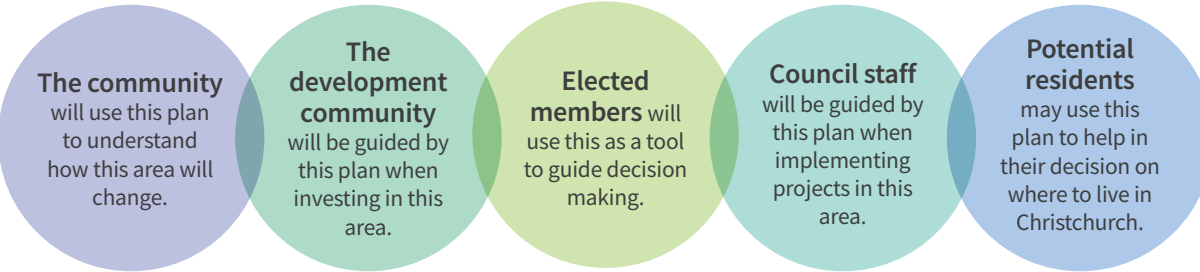 The community
will use this plan
to understand
how this area will
change.
The
development
community
will be guided by
this plan when
investing in this
area.
Elected
members will
use this as a tool
to guide decision
making.
Council staff
will be guided by
this plan when
implementing
projects in this
area.
Potential
residents
may use this
plan to help in
their decision on
where to live in
Christchurch.